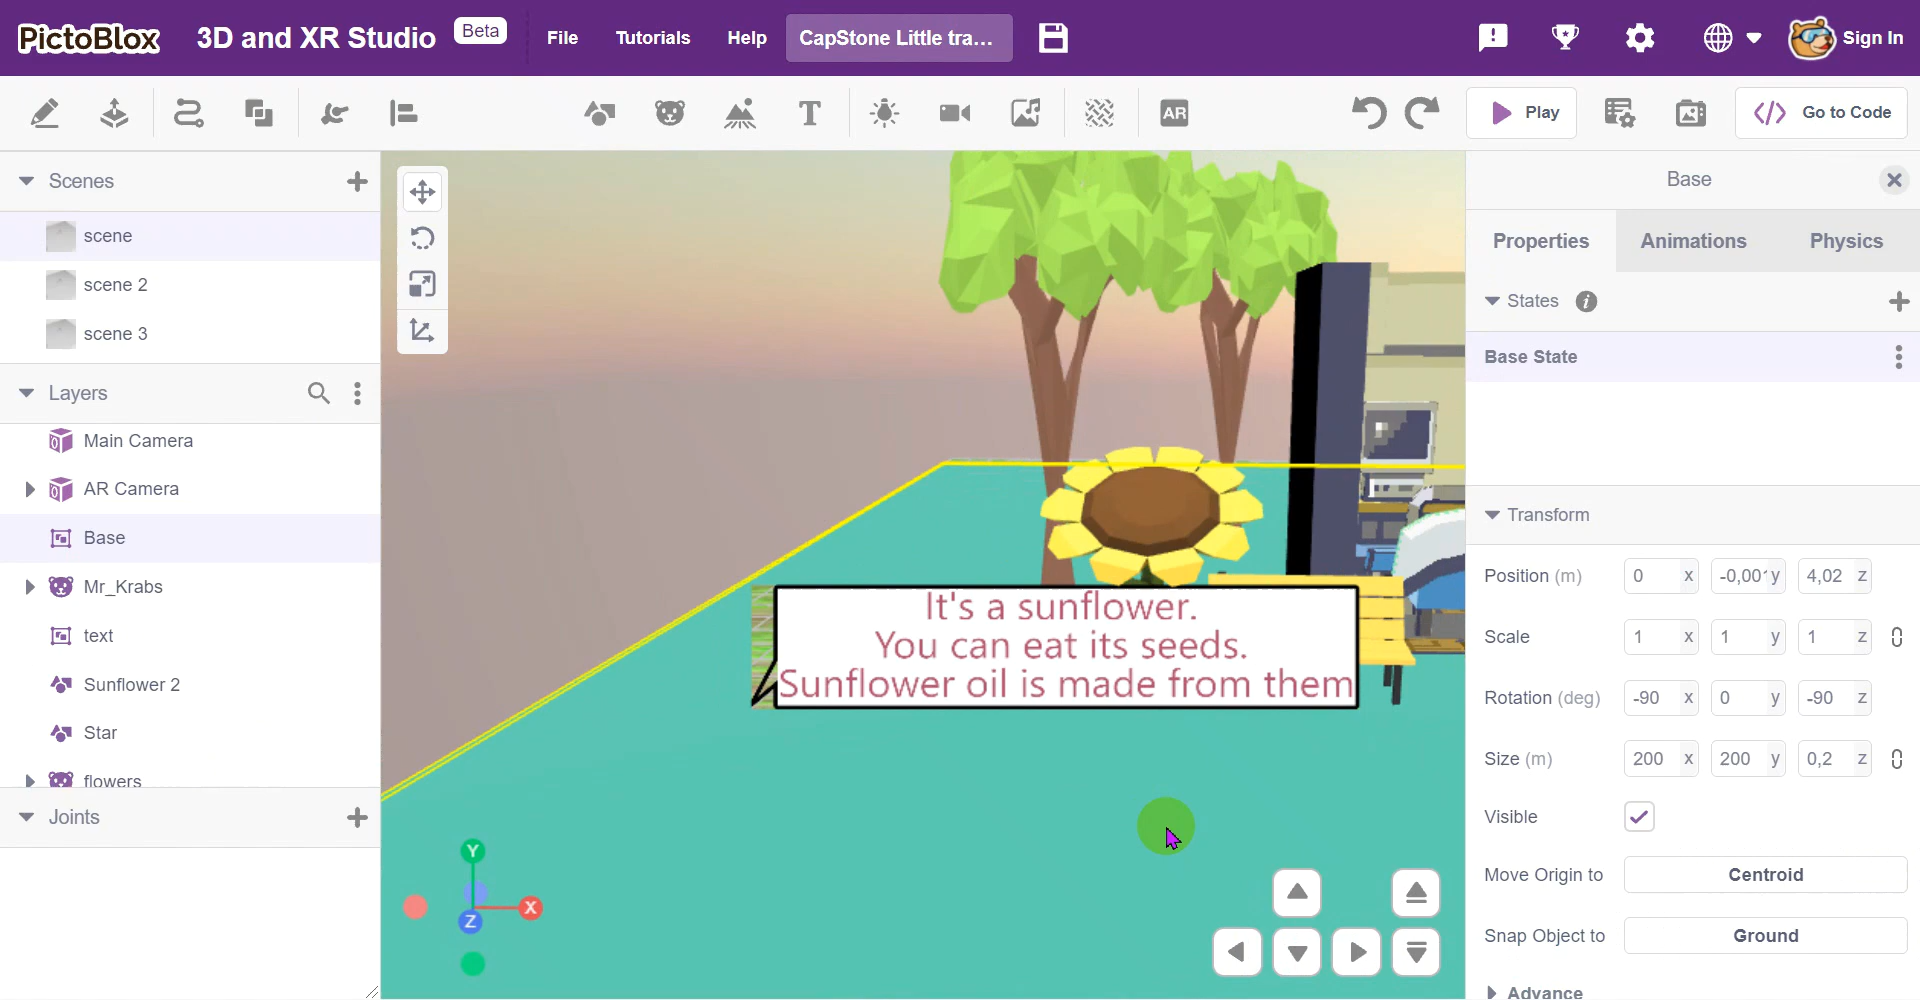 PictoBlox 3D and XR Studio Beta File Tutorials Help CapStone Little tra... Sign In
AR Play Go to Code
Scenes
scene
scene 2
scene 3
Layers
Main Camera
AR Camera
Base
Mr_Krabs
text
Sunflower 2
Star
flowers
Joints
It's a sunflower.
You can eat its seeds.
Sunflower oil is made from them
Y
X
Z
Base
Properties Animations Physics
States
Base State
Transform
Position (m) 0 x -0,001 y 4,02 z
Scale 1 x 1 y 1 z
Rotation (deg) -90 x 0 y -90 z
Size (m) 200 x 200 y 0,2 z
Visible
Move Origin to Centroid
Snap Object to Ground
Advance